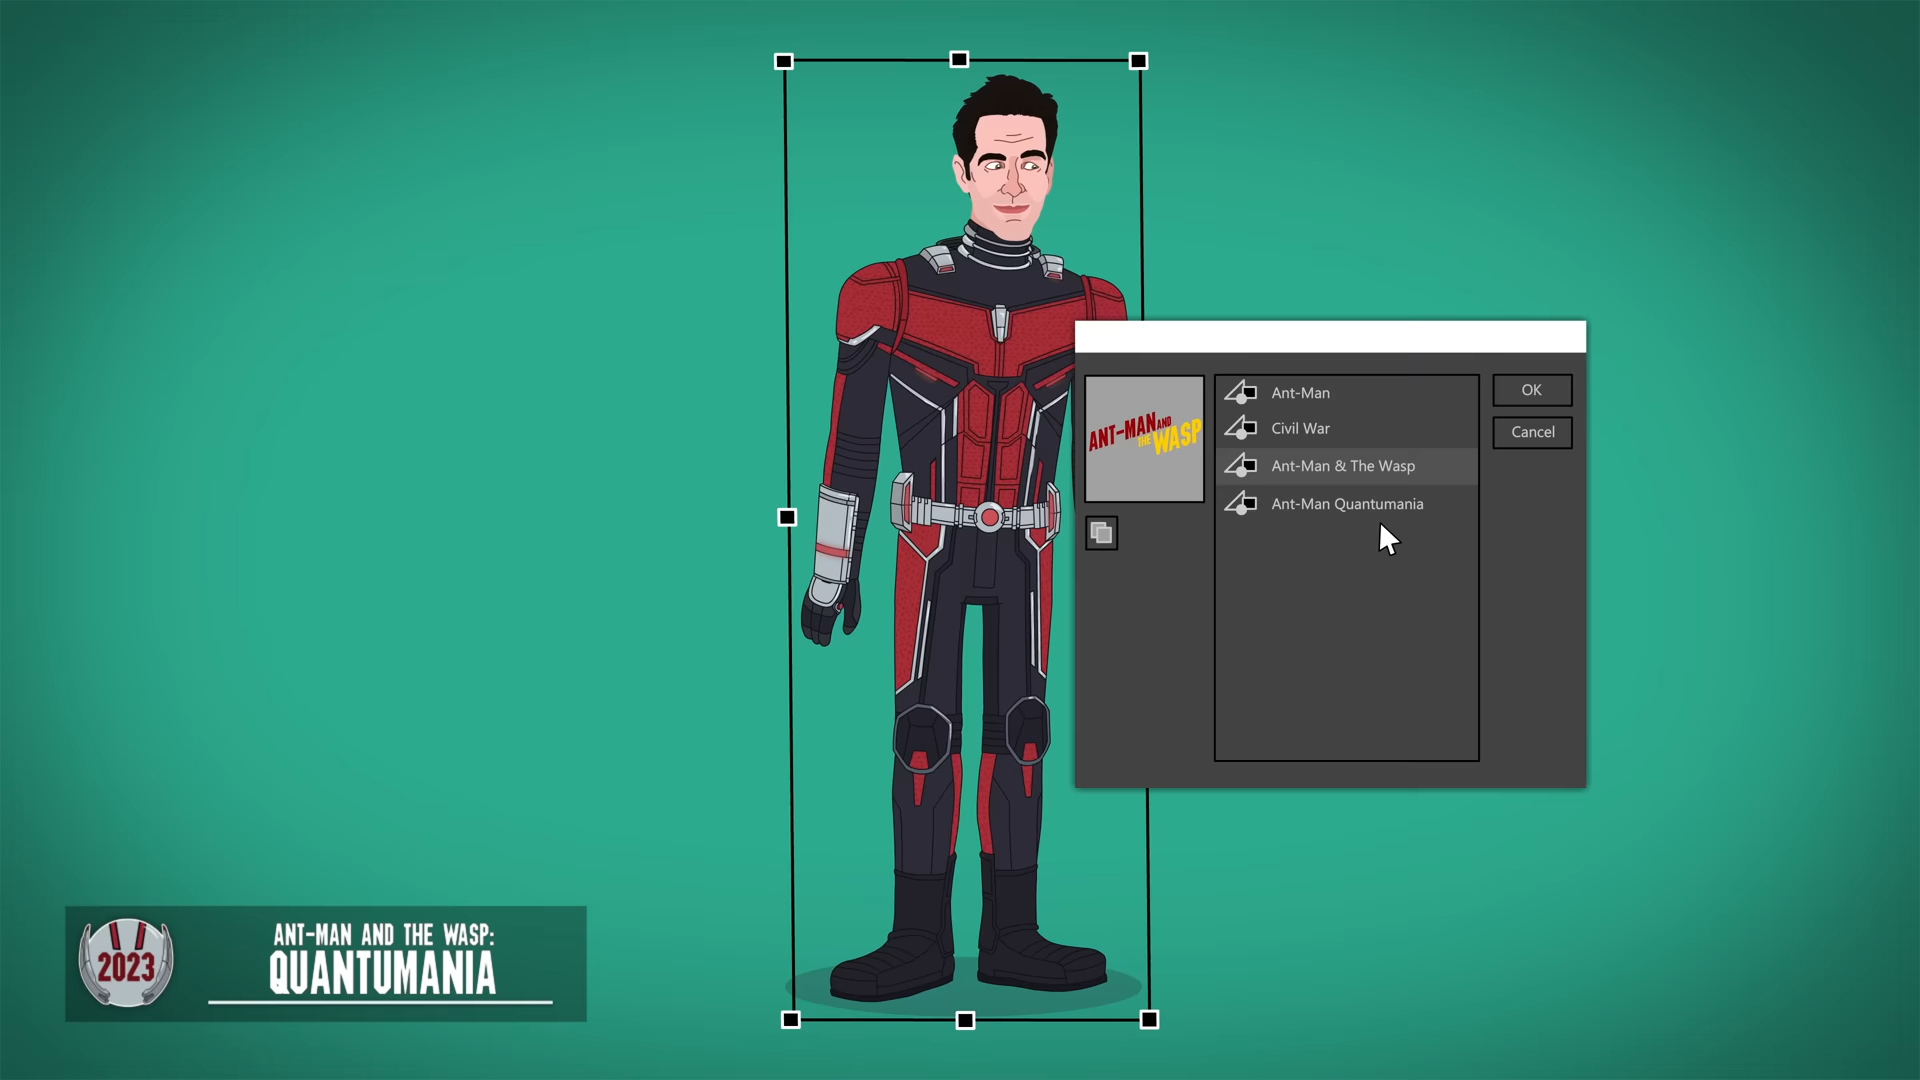 ANT-MAN AND
THE WASP
Ant-Man
Civil War
Ant-Man & The Wasp
Ant-Man Quantumania
OK
Cancel
2023
ANT-MAN AND THE WASP:
QUANTUMANIA